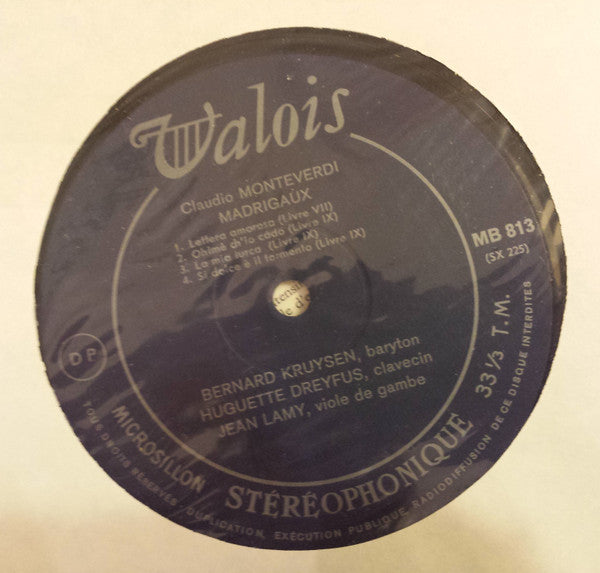 Valois
Claudio MONTEVERDI
MADRIGAUX
1. Lettera amorosa (Livre VII)
2. Ohimè ch'io cado (Livre IX)
3. La mia turca (Livre IX)
4. Si dolce è il tormento (Livre IX)
MB 813
(SX 225)
DP
BERNARD KRUYSEN, baryton
HUGUETTE DREYFUS, clavecin
JEAN LAMY, viole de gambe
MICROSILLON STÉRÉOPHONIQUE 33 1/3 T.M.
TOUS DROITS RÉSERVÉS DUPLICATION, EXÉCUTION PUBLIQUE, RADIODIFFUSION DE CE DISQUE INTERDITES